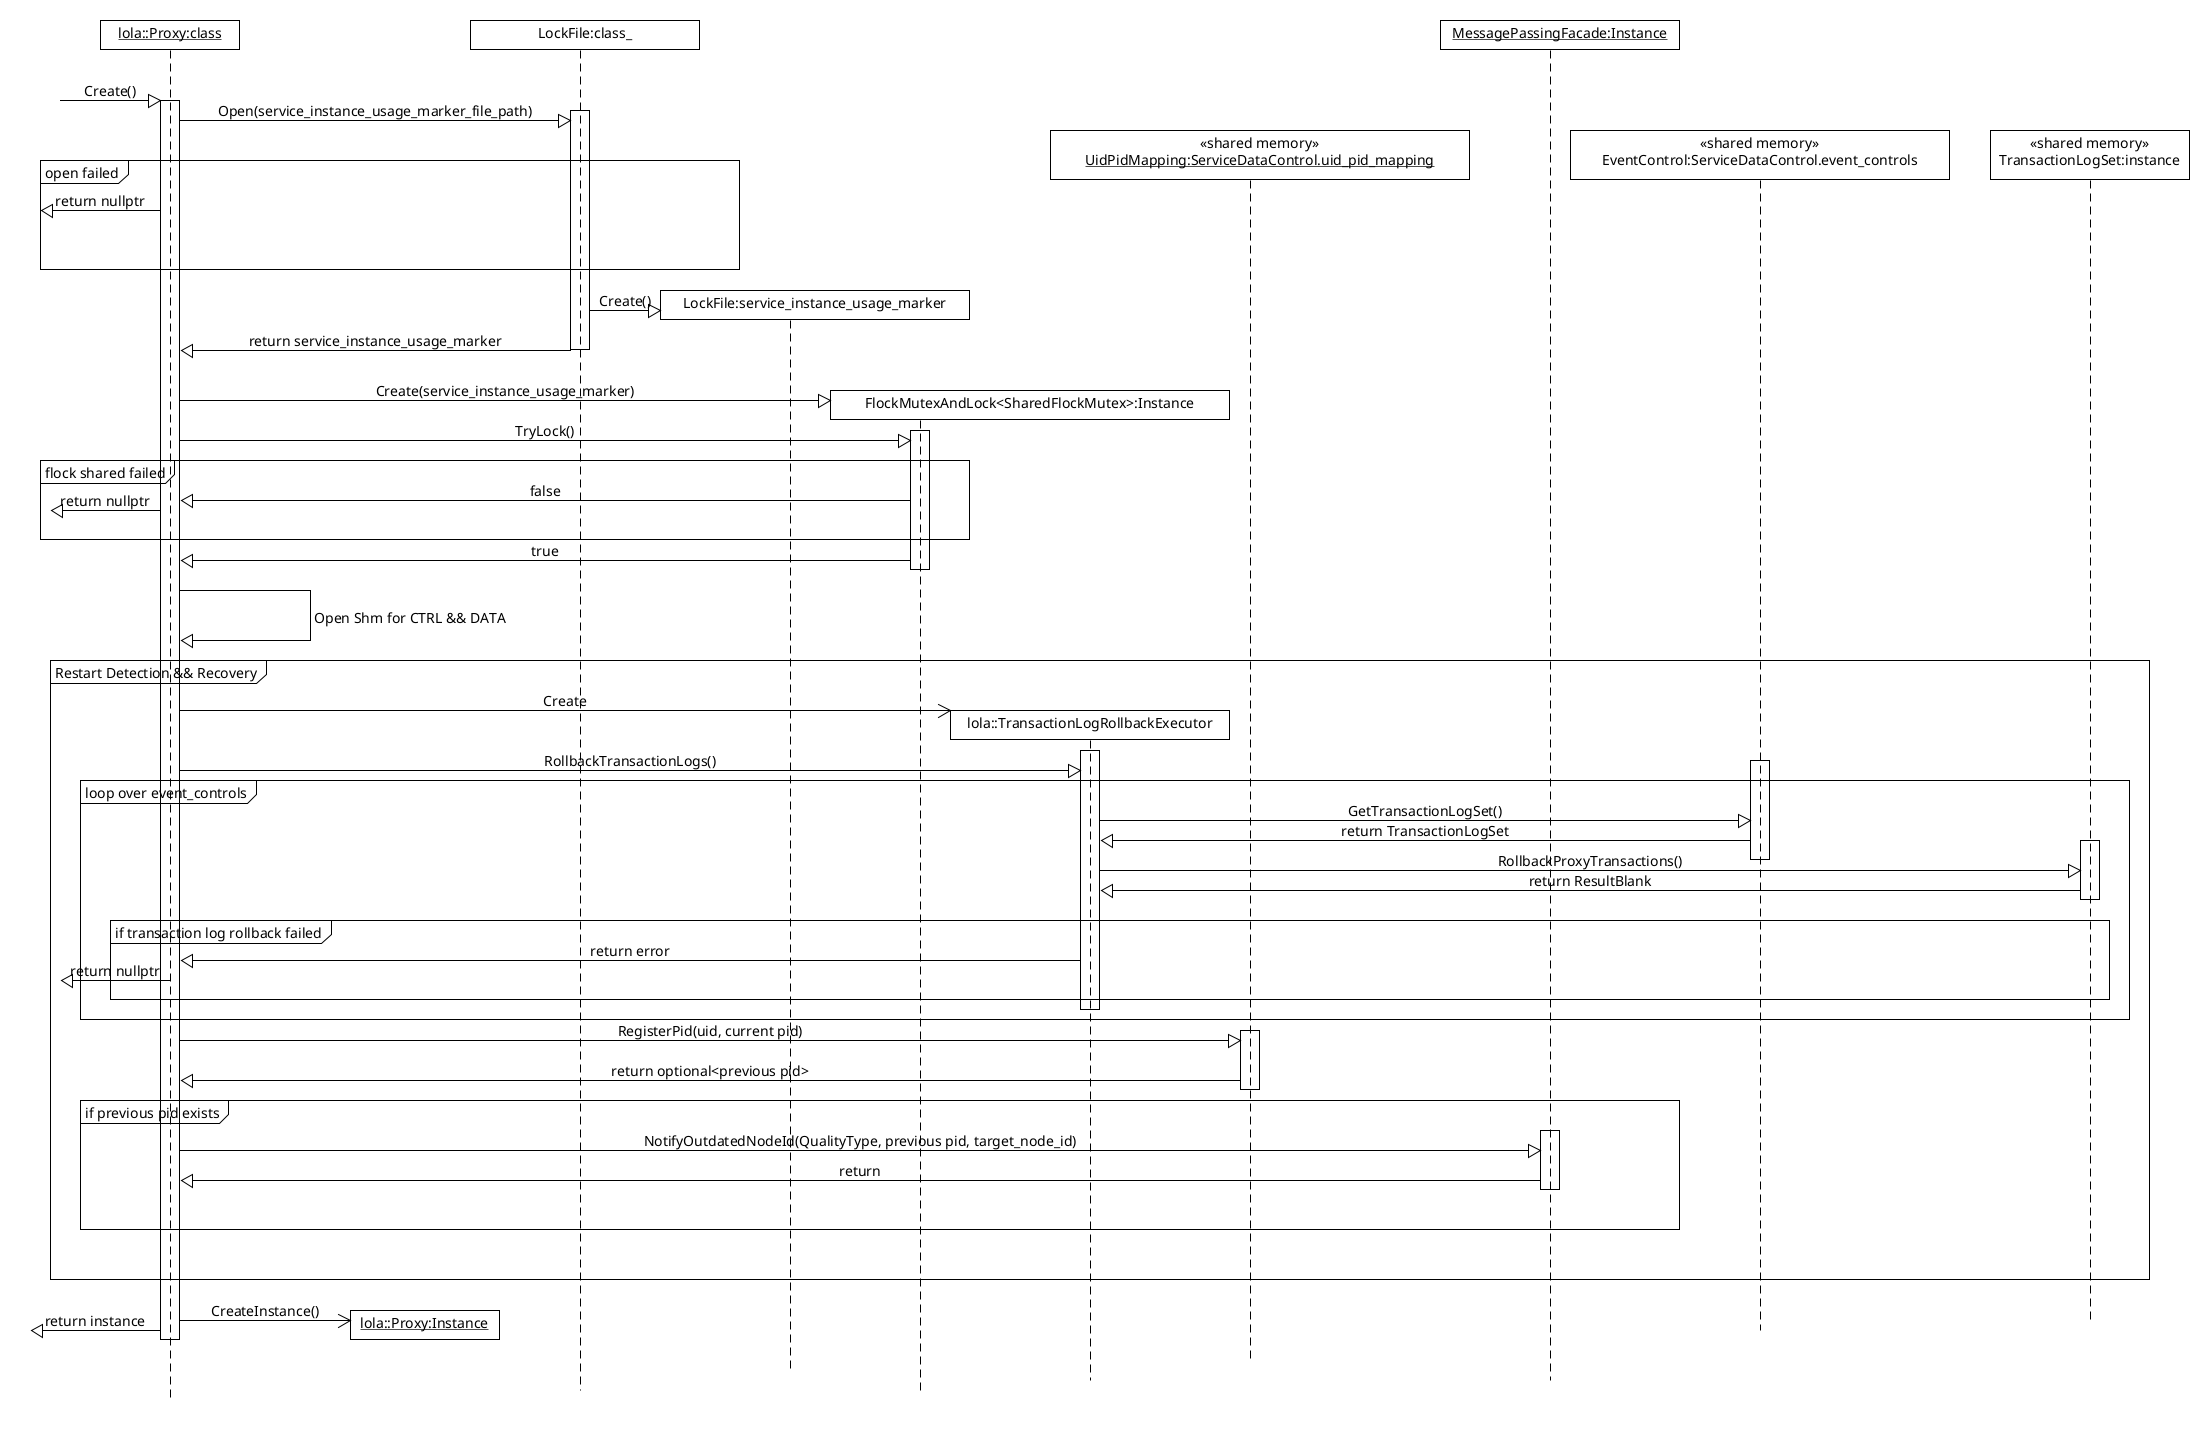 lola::Proxy:class
LockFile:class_
MessagePassingFacade:Instance
Create()
Open(service_instance_usage_marker_file_path)
«shared memory»
UidPidMapping:ServiceDataControl.uid_pid_mapping
«shared memory»
EventControl:ServiceDataControl.event_controls
«shared memory»
TransactionLogSet:instance
open failed
return nullptr
Create()
LockFile:service_instance_usage_marker
return service_instance_usage_marker
Create(service_instance_usage_marker)
FlockMutexAndLock<SharedFlockMutex>:Instance
TryLock()
flock shared failed
false
return nullptr
true
Open Shm for CTRL && DATA
Restart Detection && Recovery
Create
lola::TransactionLogRollbackExecutor
RollbackTransactionLogs()
loop over event_controls
GetTransactionLogSet()
return TransactionLogSet
RollbackProxyTransactions()
return ResultBlank
if transaction log rollback failed
return error
return nullptr
RegisterPid(uid, current pid)
return optional<previous pid>
if previous pid exists
NotifyOutdatedNodeId(QualityType, previous pid, target_node_id)
return
CreateInstance()
return instance
lola::Proxy:Instance